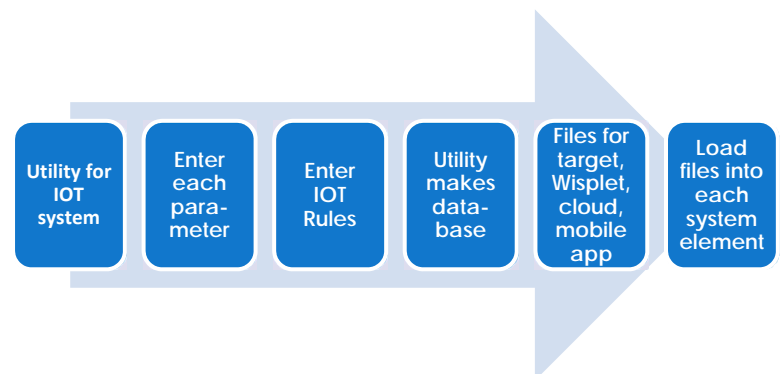 Utility for
IOT
system
Enter
each
para-
meter
Enter
IOT
Rules
Utility
makes
data-
base
Files for
target,
Wisplet,
cloud,
mobile
app
Load
files into
each
system
element